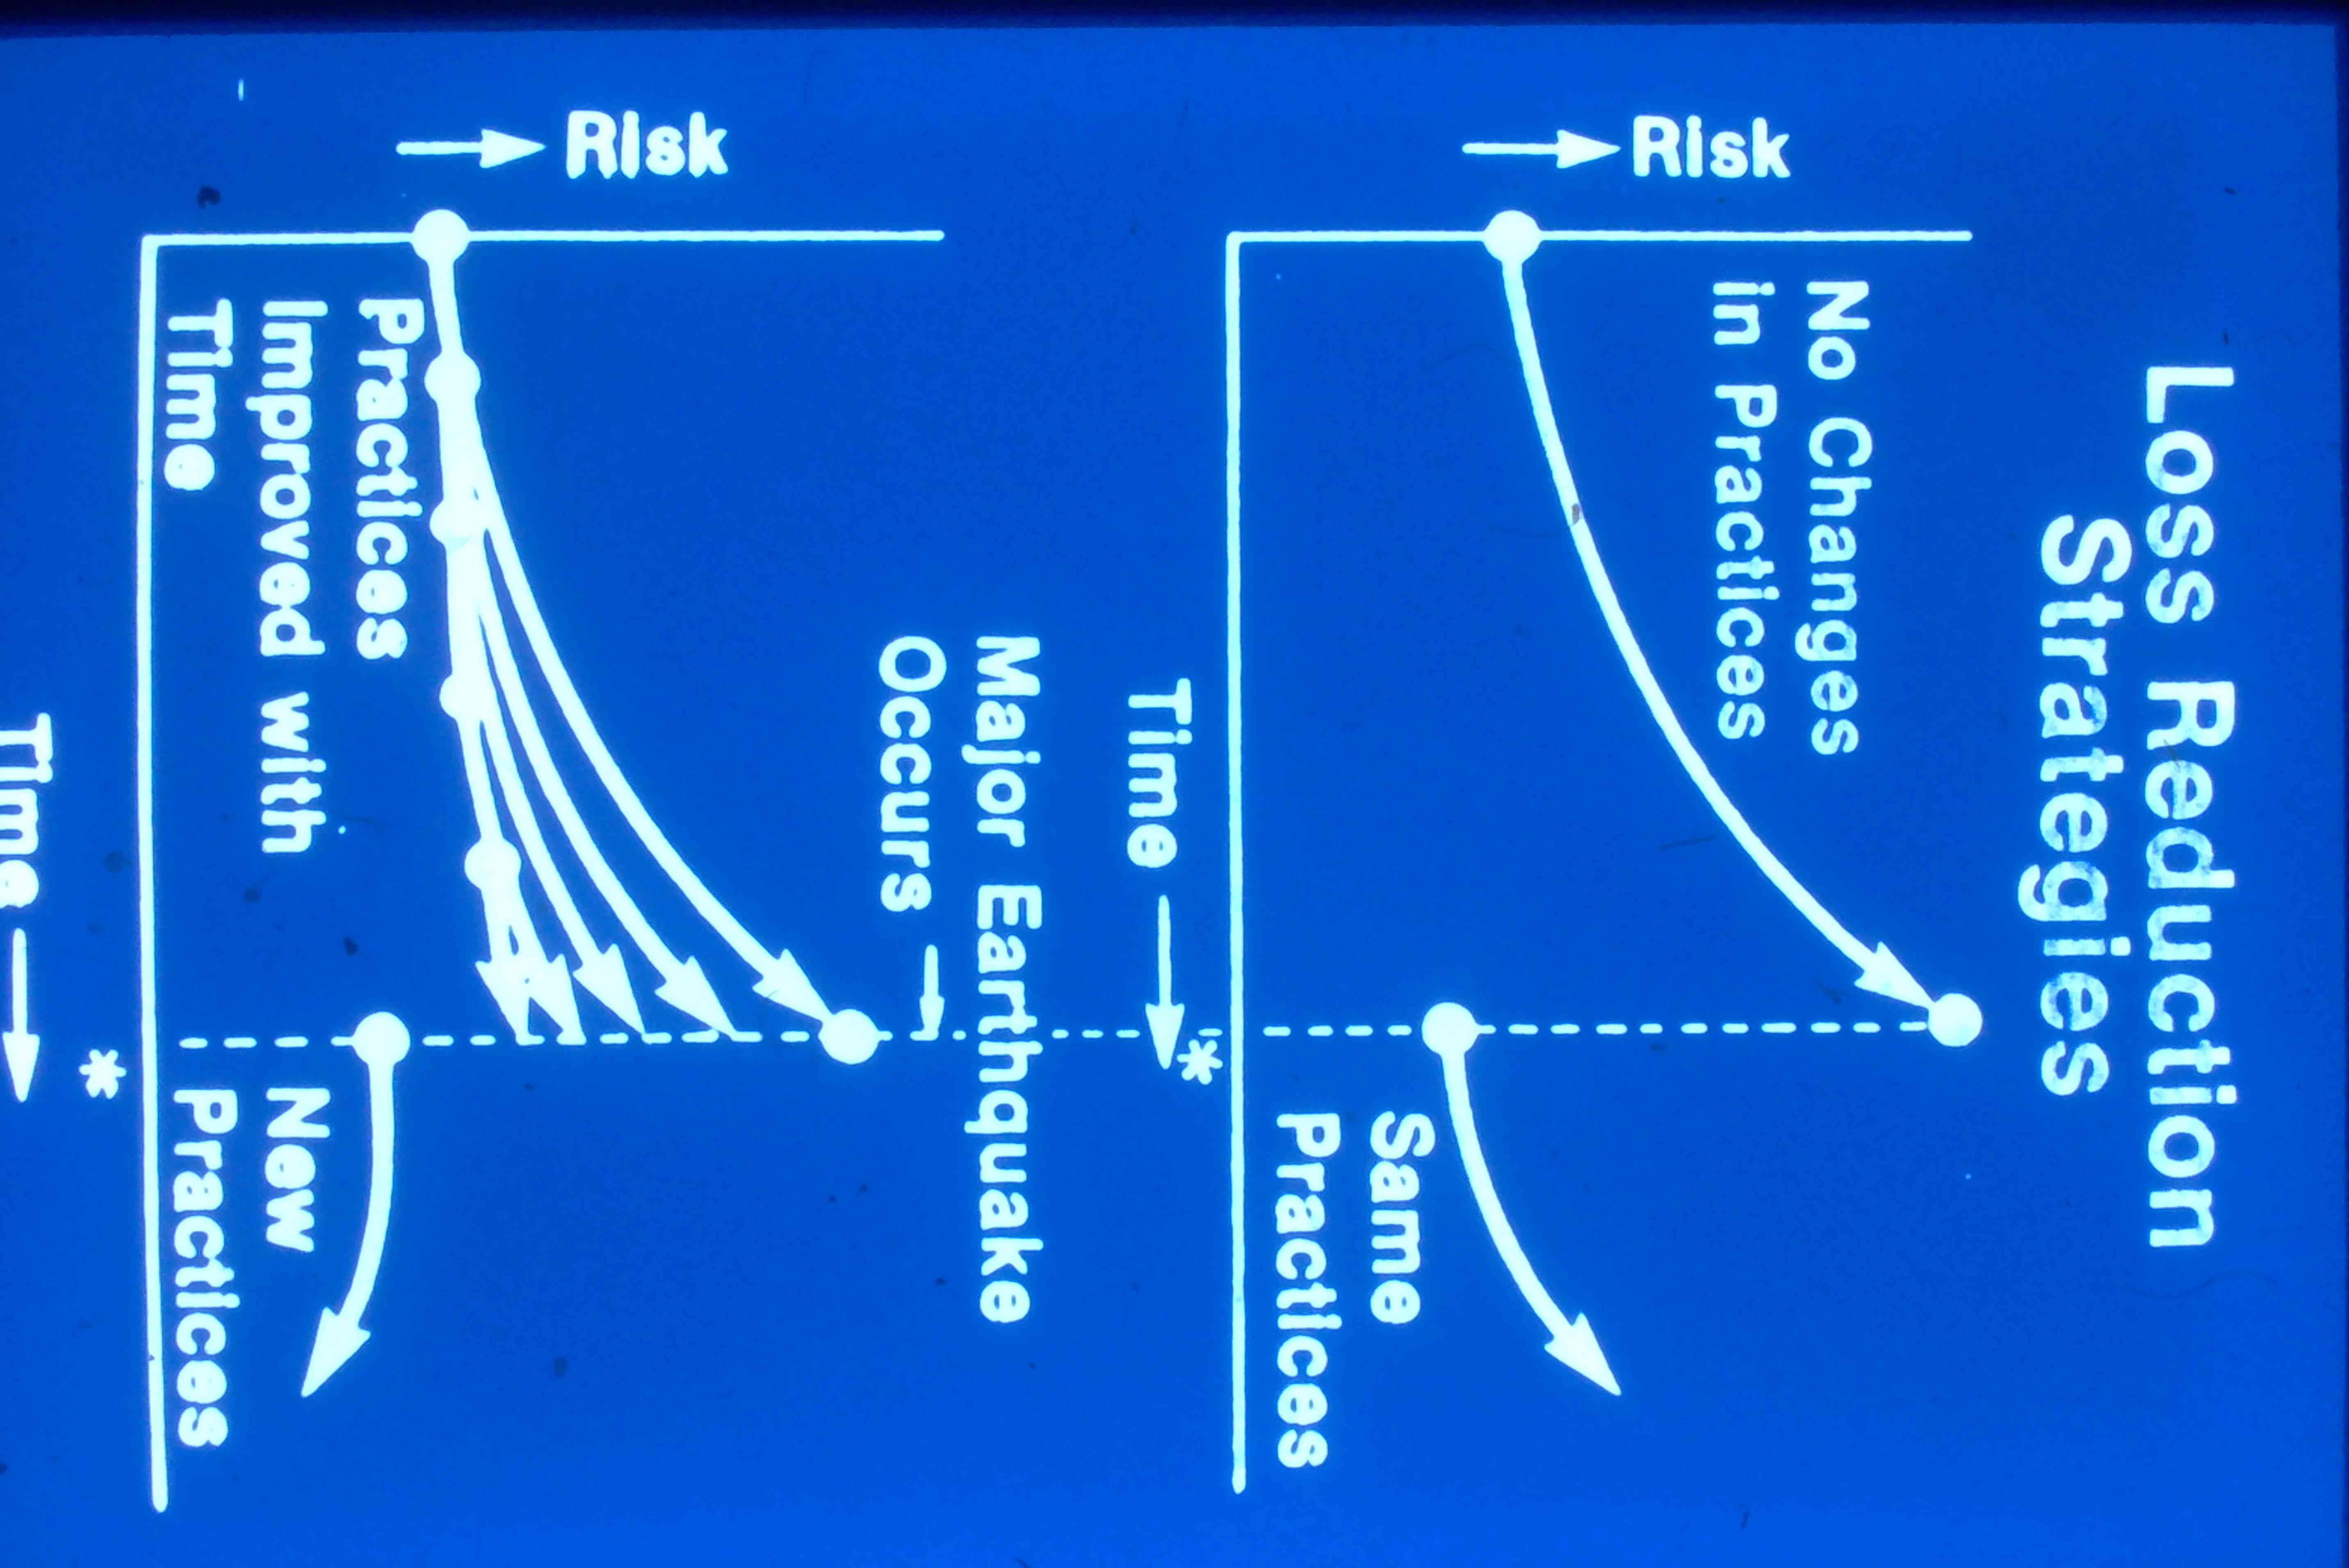 Loss Reduction
Strategies
Risk
No Changes
in Practices
Same
Practices
Time
*
Major Earthquake
Occurs
Risk
Practices
Improved with
Time
New
Practices
*
Time